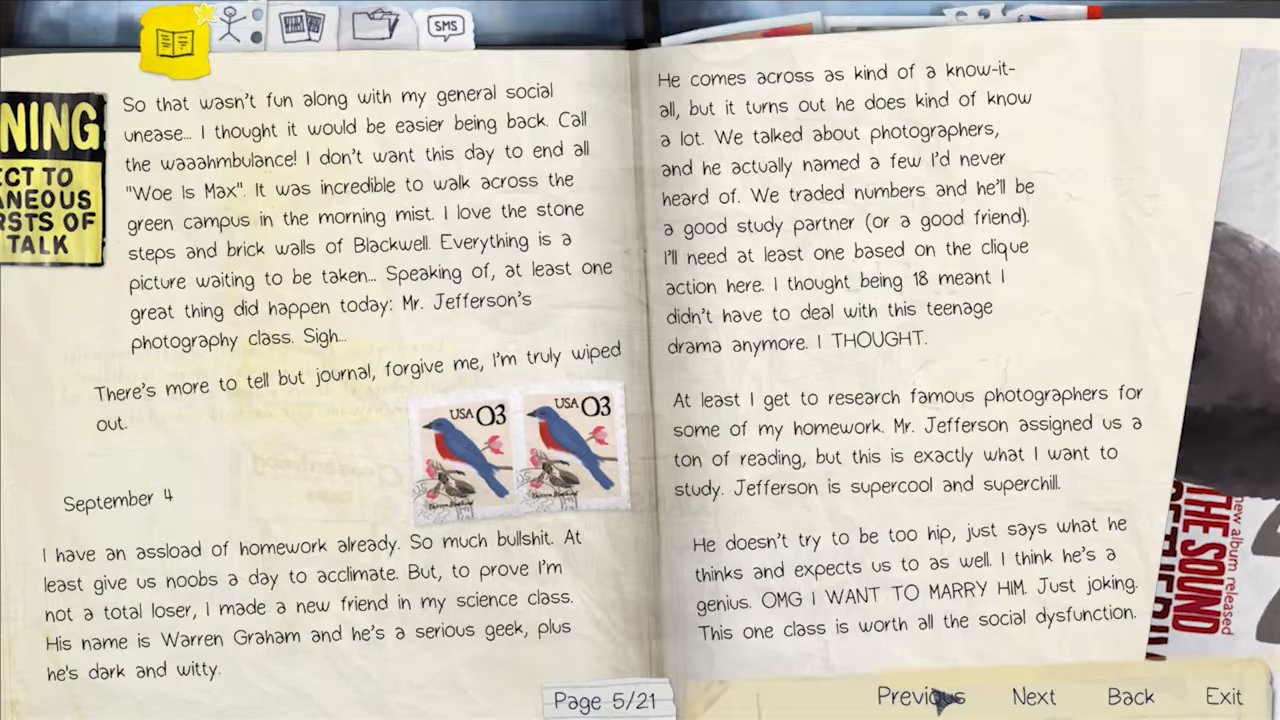 SMS
NING
ECT TO
ANEOUS
RSTS OF
TALK
So that wasn't fun along with my general social
unease... I thought it would be easier being back. Call
the waaahmbulance! I don't want this day to end all
"Woe Is Max". It was incredible to walk across the
green campus in the morning mist. I love the stone
steps and brick walls of Blackwell. Everything is a
picture waiting to be taken... Speaking of, at least one
great thing did happen today: Mr. Jefferson's
photography class. Sigh...
There's more to tell but journal, forgive me, I'm truly wiped
out.
USA 03
USA 03
September 4
I have an assload of homework already. So much bullshit. At
least give us noobs a day to acclimate. But, to prove I'm
not a total loser, I made a new friend in my science class.
His name is Warren Graham and he's a serious geek, plus
he's dark and witty.
He comes across as kind of a know-it-
all, but it turns out he does kind of know
a lot. We talked about photographers,
and he actually named a few I'd never
heard of. We traded numbers and he'll be
a good study partner (or a good friend).
I'll need at least one based on the clique
action here. I thought being 18 meant I
didn't have to deal with this teenage
drama anymore. I THOUGHT.
At least I get to research famous photographers for
some of my homework. Mr. Jefferson assigned us a
ton of reading, but this is exactly what I want to
study. Jefferson is supercool and superchill.
He doesn't try to be too hip, just says what he
thinks and expects us to as well. I think he's a
genius. OMG I WANT TO MARRY HIM. Just joking.
This one class is worth all the social dysfunction.
new album released
THE SOUND
Page 5/21
Previous
Next
Back
Exit